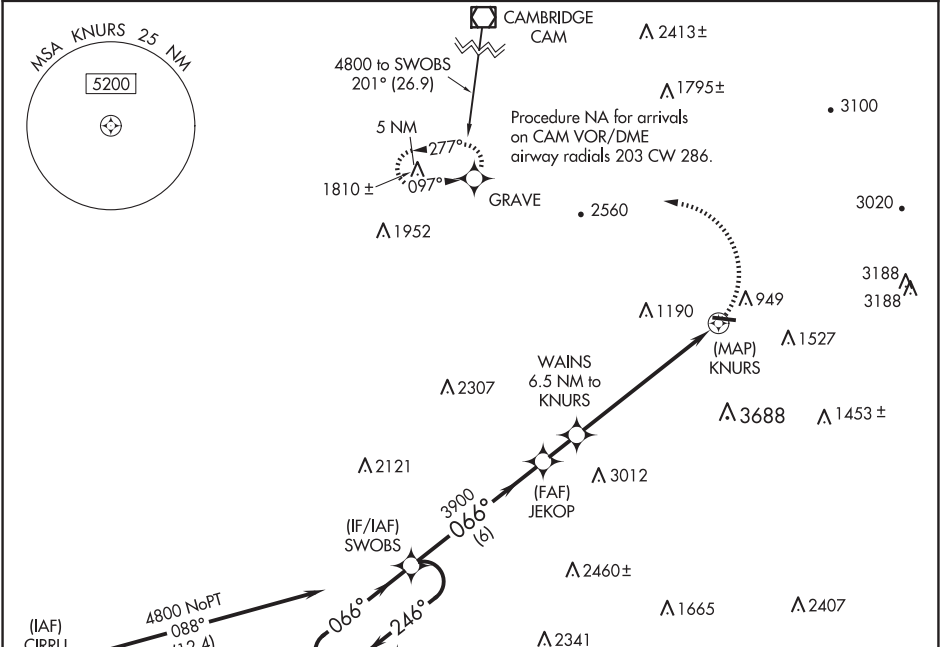 MSA KNURS 25 NM
5200
CAMBRIDGE
CAM
2413±
4800 to SWOBS
201° (26.9)
1795±
3100
Procedure NA for arrivals
on CAM VOR/DME
airway radials 203 CW 286.
5 NM
277°
1810 ±
097°
GRAVE
2560
3020
1952
3188
3188
1190
949
(MAP)
KNURS
1527
WAINS
6.5 NM to
KNURS
2307
3688
1453 ±
2121
3012
(FAF)
JEKOP
3900
066°
(6)
(IF/IAF)
SWOBS
2460±
4800 NoPT
088°
(12.4)
066°
246°
1665
2407
(IAF)
CIRRU
2341